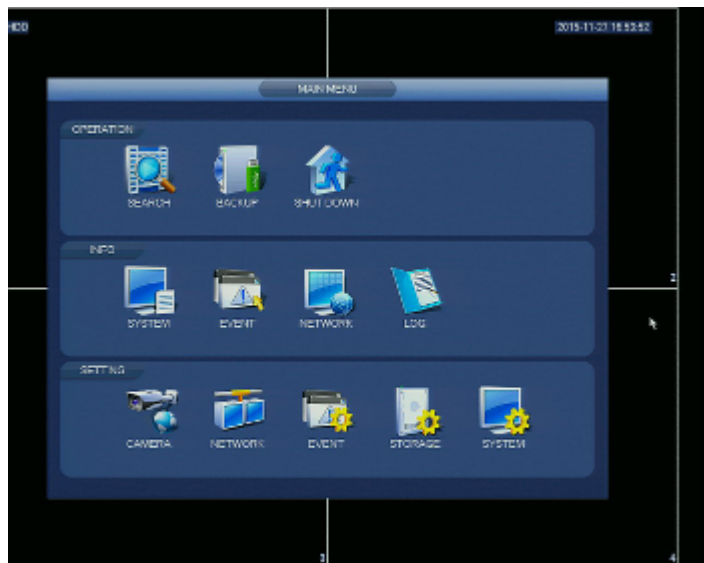 HDD
2015-11-27 16:53:52
MAIN MENU
OPERATION
SEARCH BACKUP SHUT DOWN
INFO
SYSTEM EVENT NETWORK LOG
SETTING
CAMERA NETWORK EVENT STORAGE SYSTEM
2
3
4